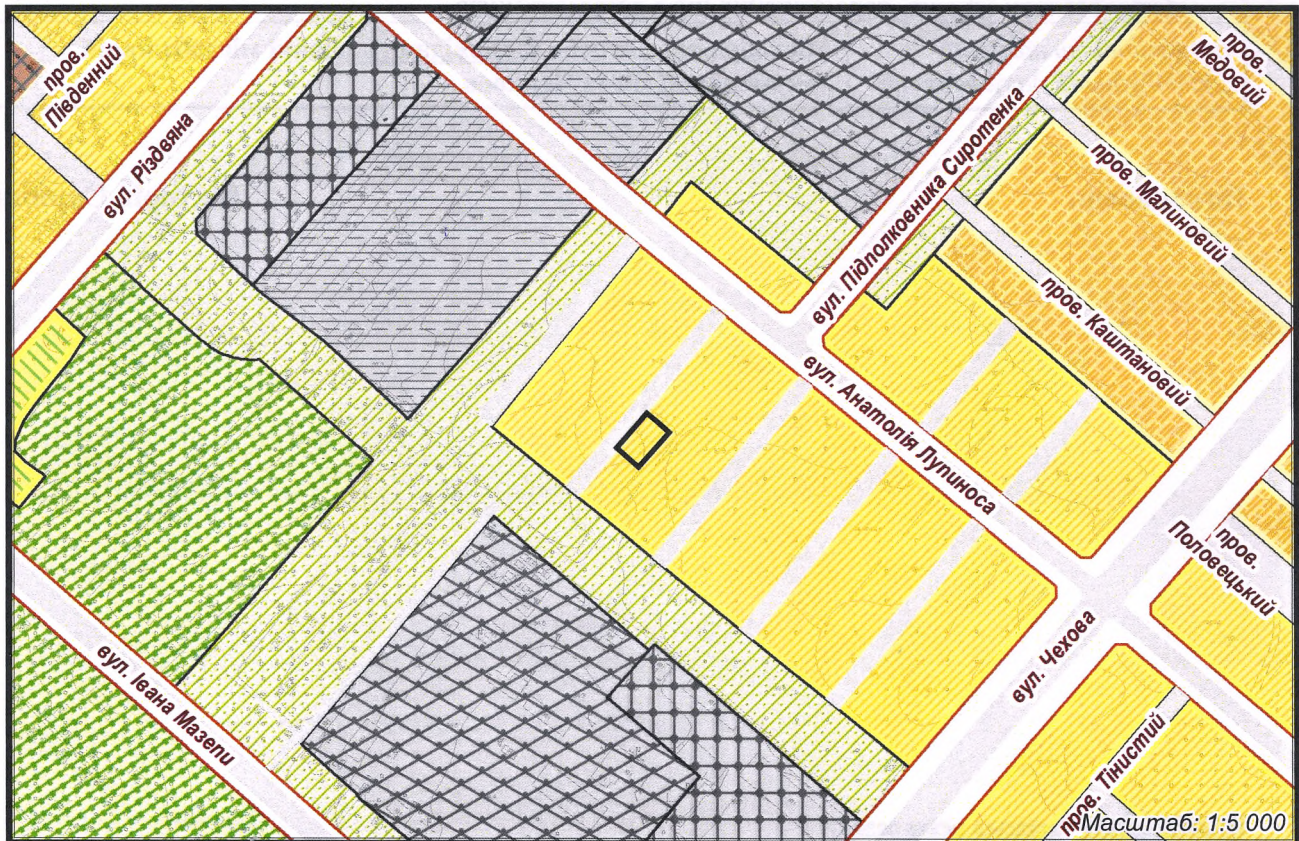 пров.
Південний
вул. Різдвяна
пров.
Медовий
вул. Підполковника Сиротенка
пров. Малиновий
пров. Каштановий
вул. Анатолія Лупиноса
пров.
Половецький
вул. Чехова
вул. Івана Мазепи
пров. Тінистий
Масштаб: 1:5 000